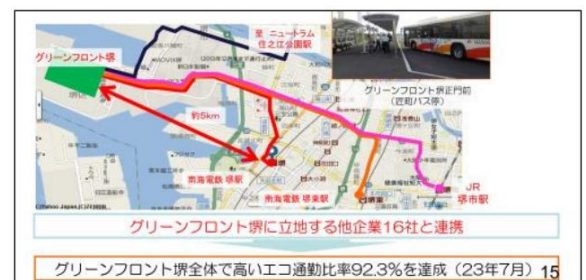 至 ニュートラム
住之江公園駅
グリーンフロント堺
グリーンフロント堺正門前
(匠町バス停)
約5km
南海電鉄 堺駅
南海電鉄 堺東駅
JR
堺市駅
グリーンフロント堺に立地する他企業16社と連携
グリーンフロント堺全体で高いエコ通勤比率92.3%を達成(23年7月)
15